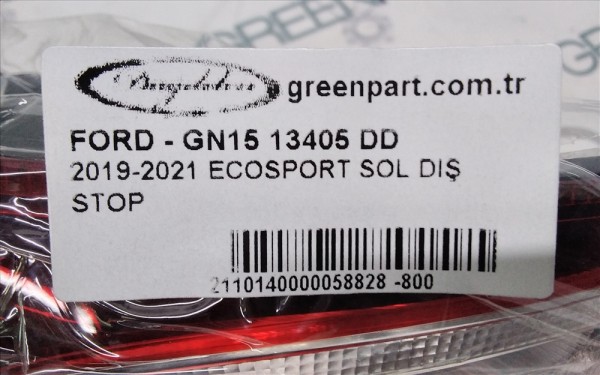 greenpart.com.tr
FORD - GN15 13405 DD
2019-2021 ECOSPORT SOL DIŞ
STOP
2110140000058828 -800